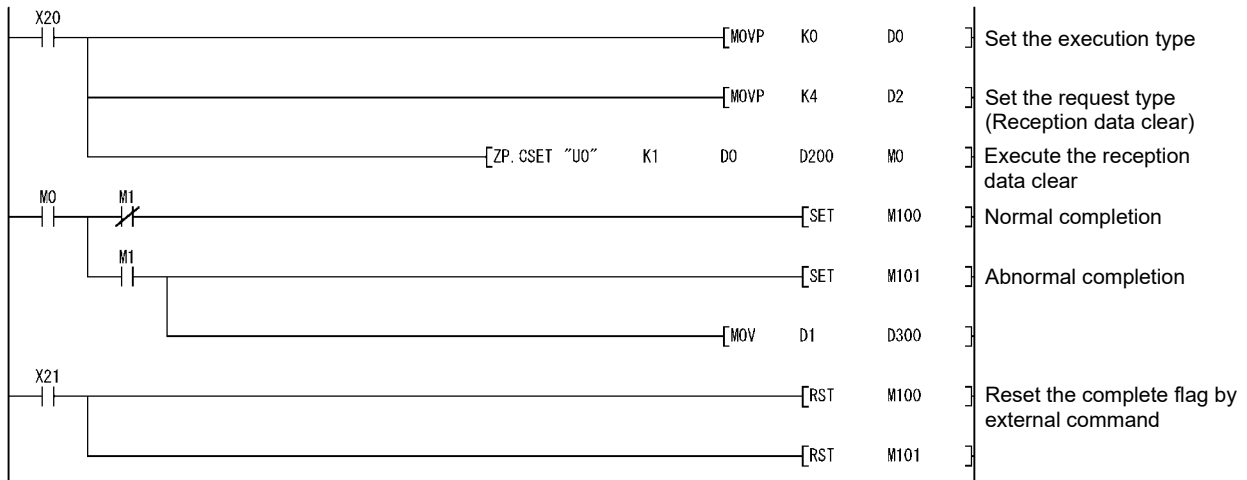 X20
[MOVP K0 D0 ] Set the execution type
[MOVP K4 D2 ] Set the request type
(Reception data clear)
[ZP.CSET "U0" K1 D0 D200 M0 ] Execute the reception
data clear
M0 M1
[SET M100 ] Normal completion
M1
[SET M101 ] Abnormal completion
[MOV D1 D300 ]
X21
[RST M100 ] Reset the complete flag by
external command
[RST M101 ]